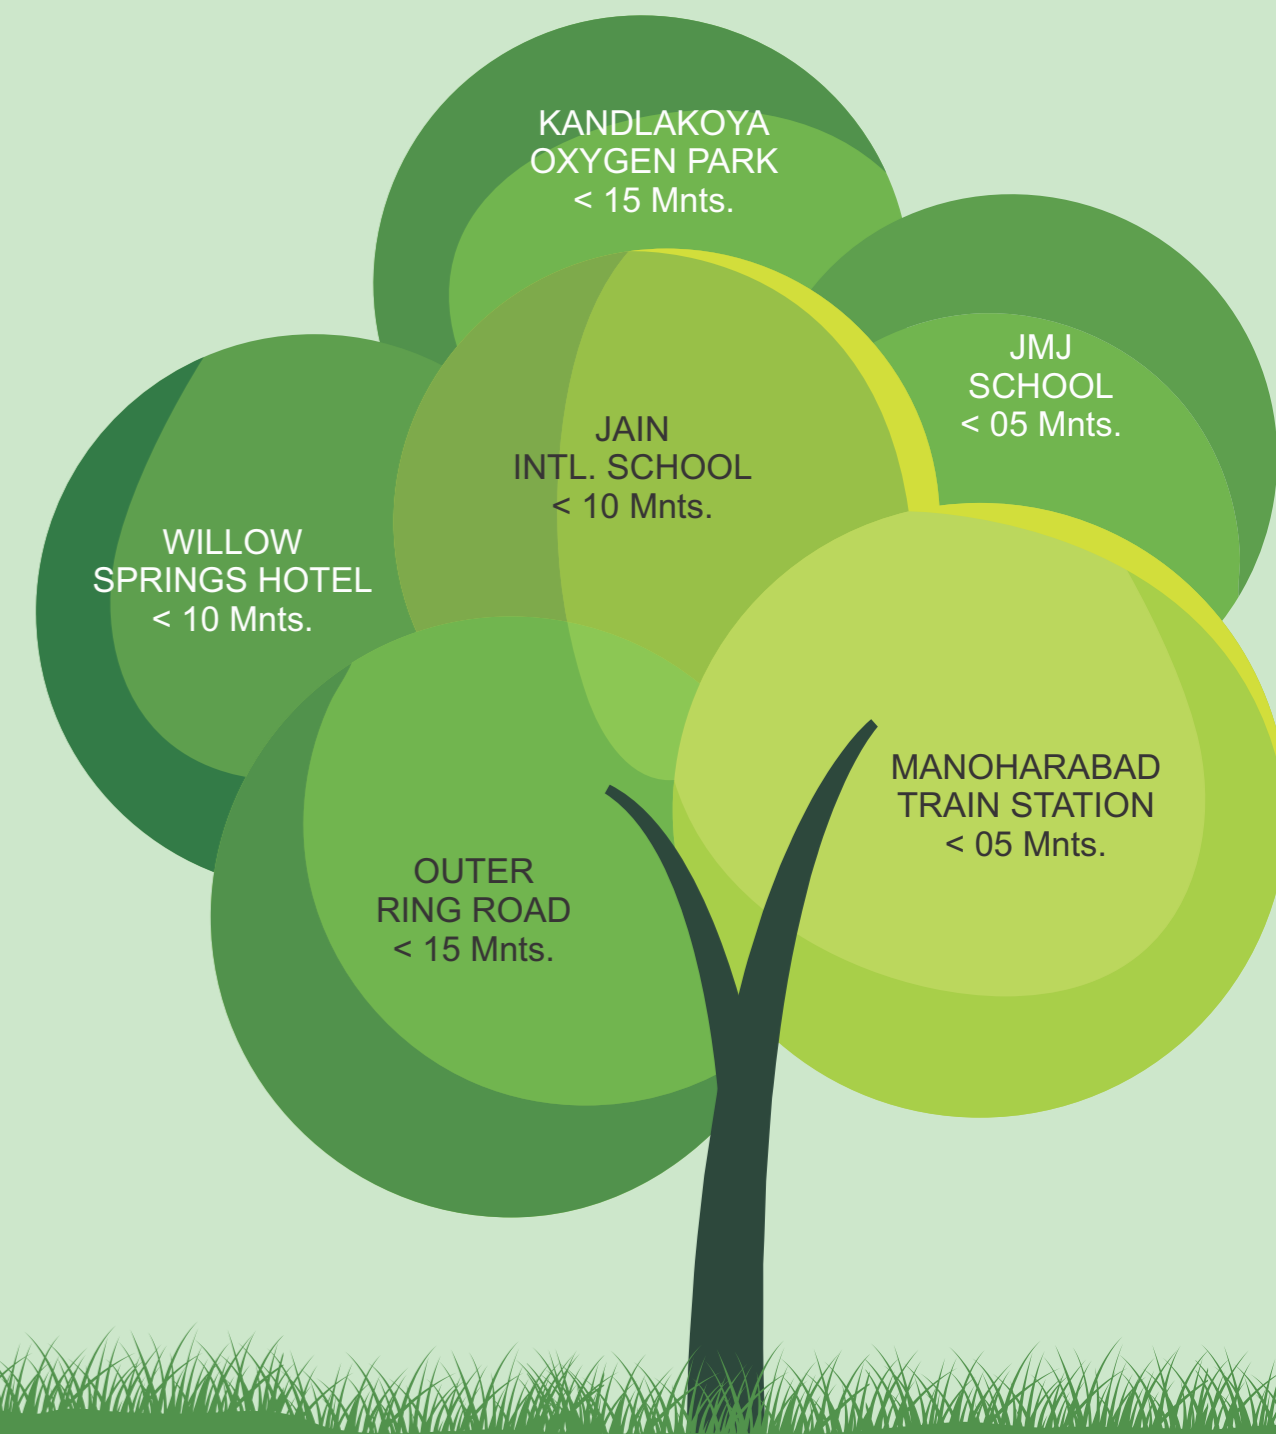 KANDLAKOYA
OXYGEN PARK
< 15 Mnts.
JMJ
SCHOOL
< 05 Mnts.
JAIN
INTL. SCHOOL
< 10 Mnts.
WILLOW
SPRINGS HOTEL
< 10 Mnts.
MANOHARABAD
TRAIN STATION
< 05 Mnts.
OUTER
RING ROAD
< 15 Mnts.